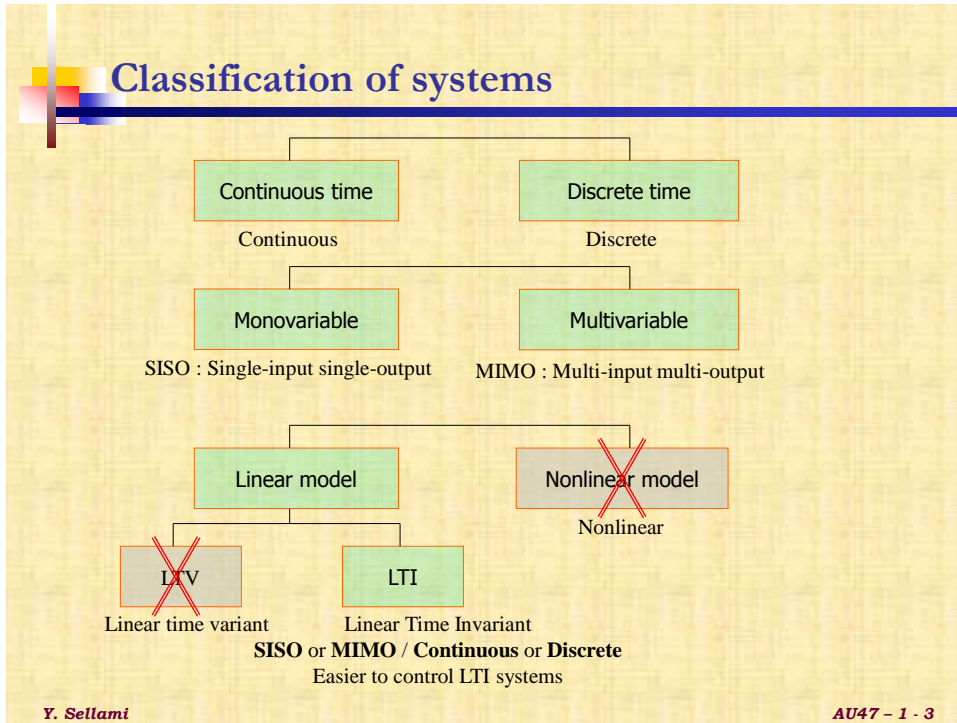 Classification of systems
Continuous time
Discrete time
Continuous
Discrete
Monovariable
Multivariable
SISO : Single-input single-output
MIMO : Multi-input multi-output
Linear model
Nonlinear model
Nonlinear
LTV
LTI
Linear time variant
Linear Time Invariant
SISO or MIMO / Continuous or Discrete
Easier to control LTI systems
Y. Sellami
AU47 – 1 - 3